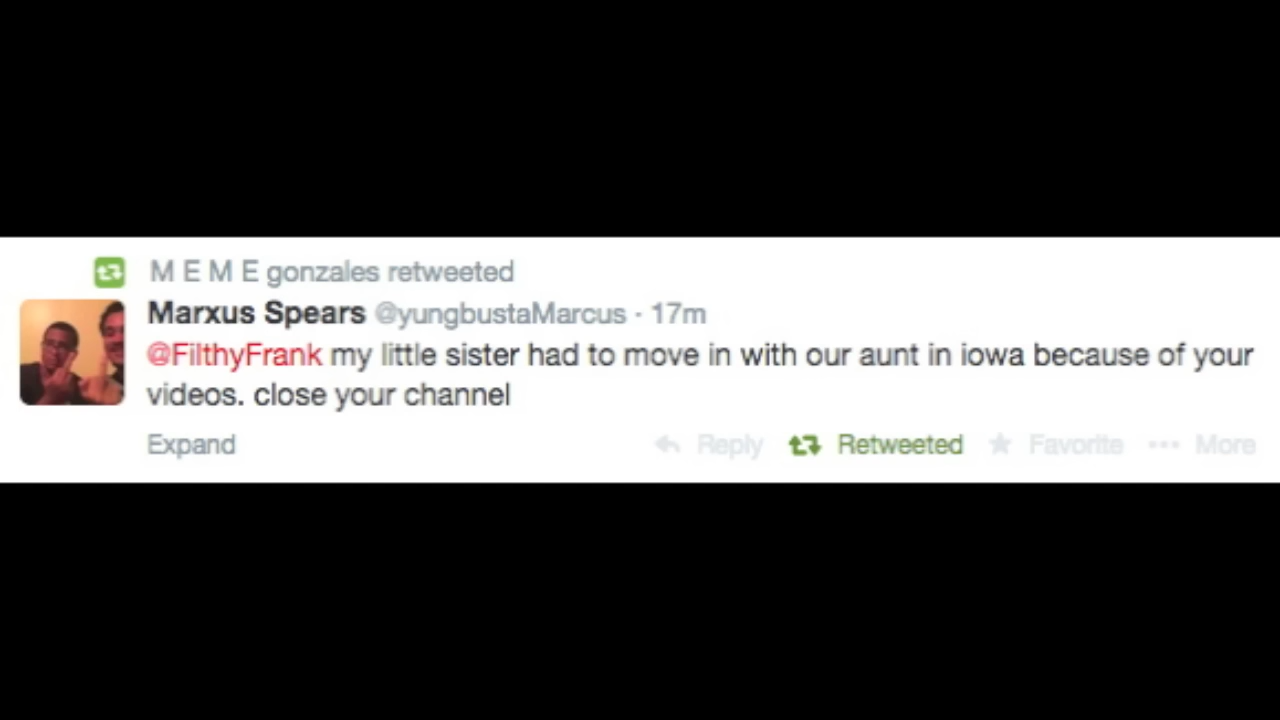 M E M E gonzales retweeted
Marxus Spears @yungbustaMarcus · 17m
@FilthyFrank my little sister had to move in with our aunt in iowa because of your
videos. close your channel
Expand Reply Retweeted Favorite ••• More